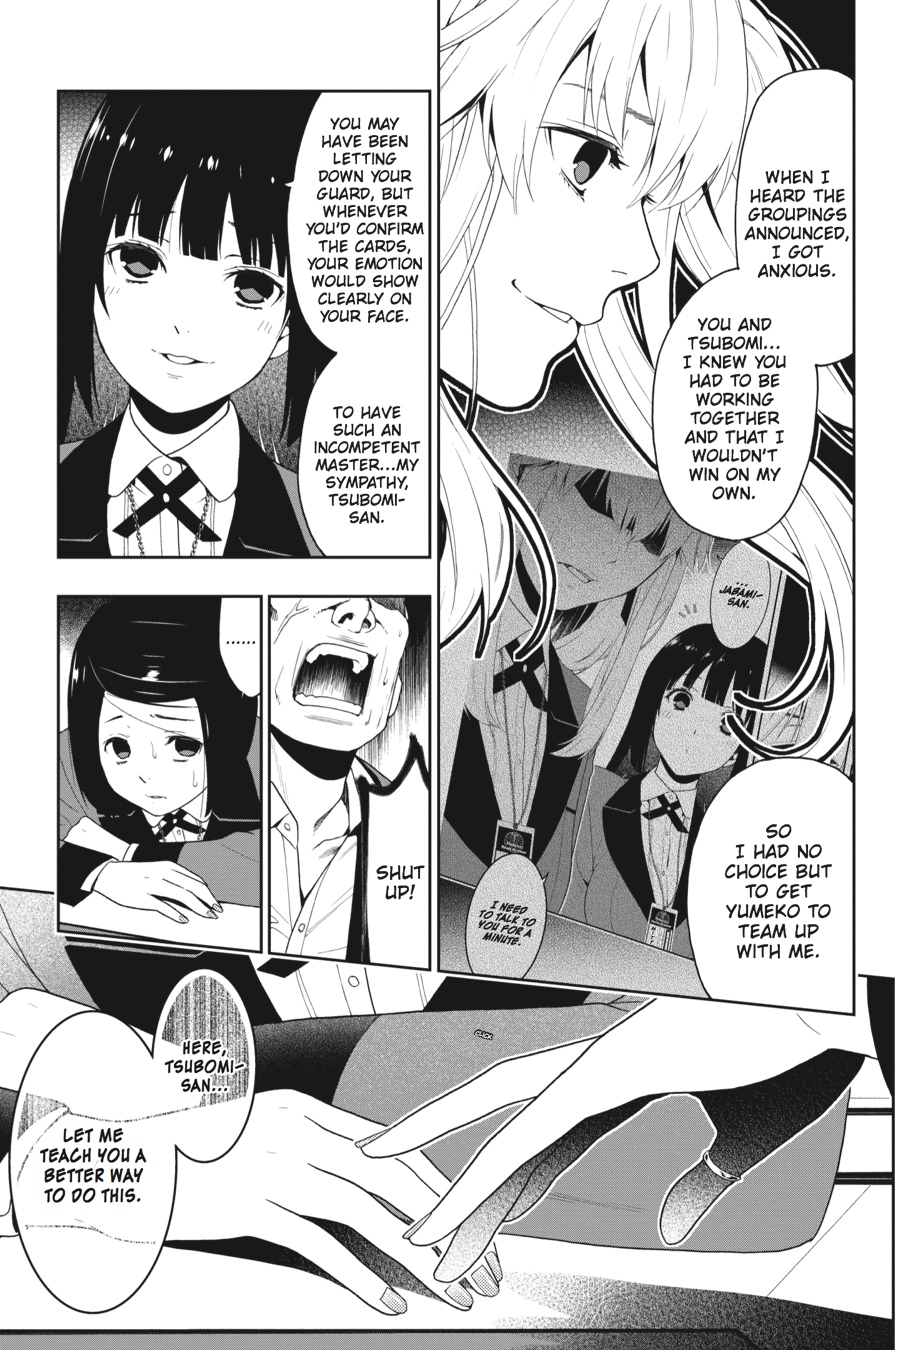 WHEN I
HEARD THE
GROUPINGS
ANNOUNCED,
I GOT
ANXIOUS.
YOU AND
TSUBOMI...
I KNEW YOU
HAD TO BE
WORKING
TOGETHER
AND THAT I
WOULDN'T
WIN ON MY
OWN.
...
JABAMI-
SAN.
I NEED
TO TALK TO
YOU FOR A
MINUTE.
SO
I HAD NO
CHOICE BUT
TO GET
YUMEKO TO
TEAM UP
WITH ME.
YOU MAY
HAVE BEEN
LETTING
DOWN YOUR
GUARD, BUT
WHENEVER
YOU'D CONFIRM
THE CARDS,
YOUR EMOTION
WOULD SHOW
CLEARLY ON
YOUR FACE.
TO HAVE
SUCH AN
INCOMPETENT
MASTER...MY
SYMPATHY,
TSUBOMI-
SAN.
SHUT
UP!
......
CLICK
HERE,
TSUBOMI-
SAN...
LET ME
TEACH YOU A
BETTER WAY
TO DO THIS.